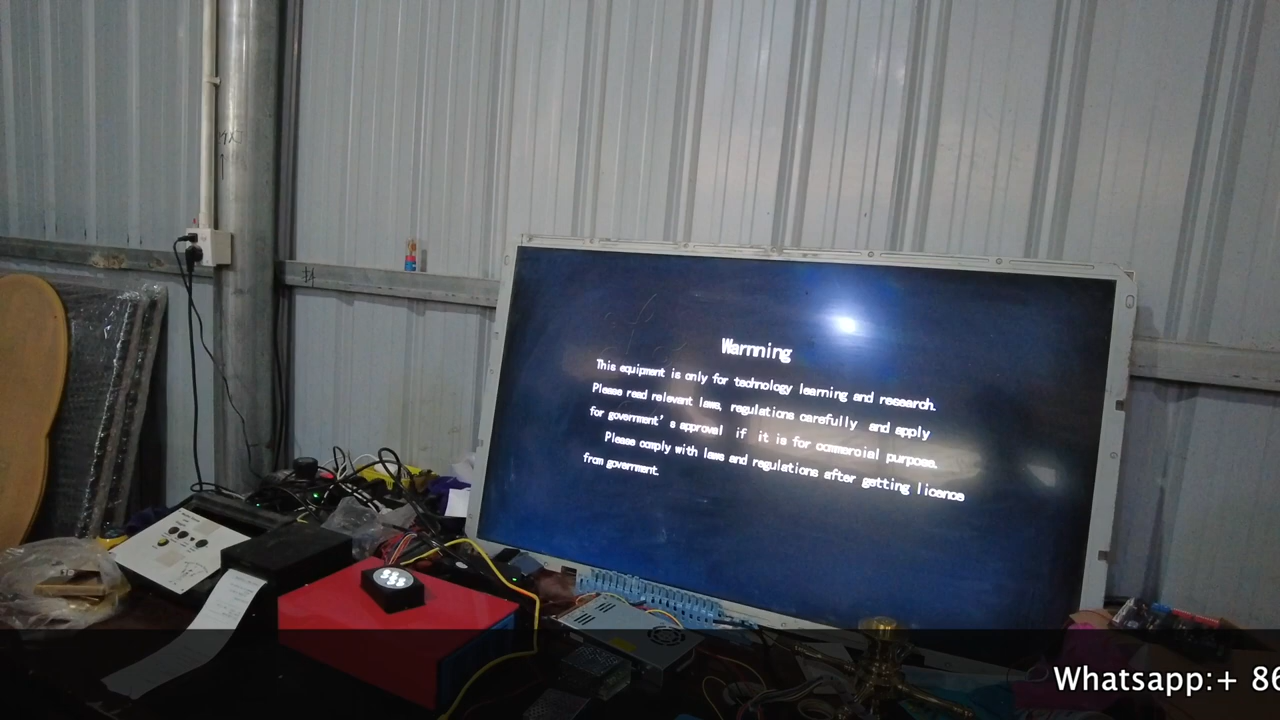 Warnning
This equipment is only for technology learning and research.
Please read relevant laws, regulations carefully and apply
for government's approval if it is for commercial purpose.
Please comply with laws and regulations after getting licence
from government.
Whatsapp:+ 86